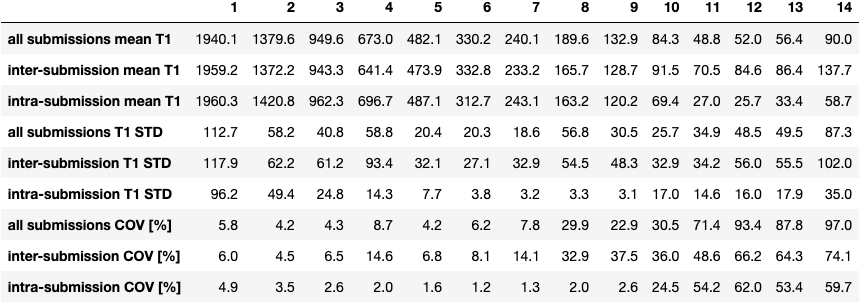 1 2 3 4 5 6 7 8 9 10 11 12 13 14
all submissions mean T1 1940.1 1379.6 949.6 673.0 482.1 330.2 240.1 189.6 132.9 84.3 48.8 52.0 56.4 90.0
inter-submission mean T1 1959.2 1372.2 943.3 641.4 473.9 332.8 233.2 165.7 128.7 91.5 70.5 84.6 86.4 137.7
intra-submission mean T1 1960.3 1420.8 962.3 696.7 487.1 312.7 243.1 163.2 120.2 69.4 27.0 25.7 33.4 58.7
all submissions T1 STD 112.7 58.2 40.8 58.8 20.4 20.3 18.6 56.8 30.5 25.7 34.9 48.5 49.5 87.3
inter-submission T1 STD 117.9 62.2 61.2 93.4 32.1 27.1 32.9 54.5 48.3 32.9 34.2 56.0 55.5 102.0
intra-submission T1 STD 96.2 49.4 24.8 14.3 7.7 3.8 3.2 3.3 3.1 17.0 14.6 16.0 17.9 35.0
all submissions COV [%] 5.8 4.2 4.3 8.7 4.2 6.2 7.8 29.9 22.9 30.5 71.4 93.4 87.8 97.0
inter-submission COV [%] 6.0 4.5 6.5 14.6 6.8 8.1 14.1 32.9 37.5 36.0 48.6 66.2 64.3 74.1
intra-submission COV [%] 4.9 3.5 2.6 2.0 1.6 1.2 1.3 2.0 2.6 24.5 54.2 62.0 53.4 59.7